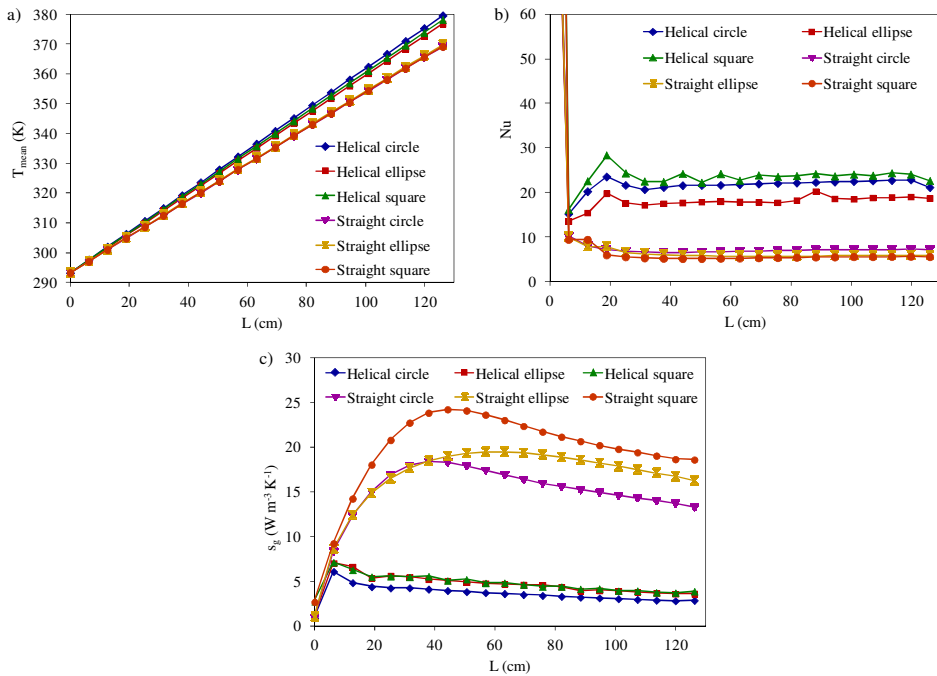 a)
380
370
360
350
340
330
320
310
300
290
T_mean (K)
0 20 40 60 80 100 120
L (cm)
Helical circle
Helical ellipse
Helical square
Straight circle
Straight ellipse
Straight square
b)
60
50
40
30
20
10
0
Nu
0 20 40 60 80 100 120
L (cm)
Helical circle Helical ellipse
Helical square Straight circle
Straight ellipse Straight square
c)
30
25
20
15
10
5
0
s_g (W m⁻³ K⁻¹)
0 20 40 60 80 100 120
L (cm)
Helical circle Helical ellipse Helical square
Straight circle Straight ellipse Straight square